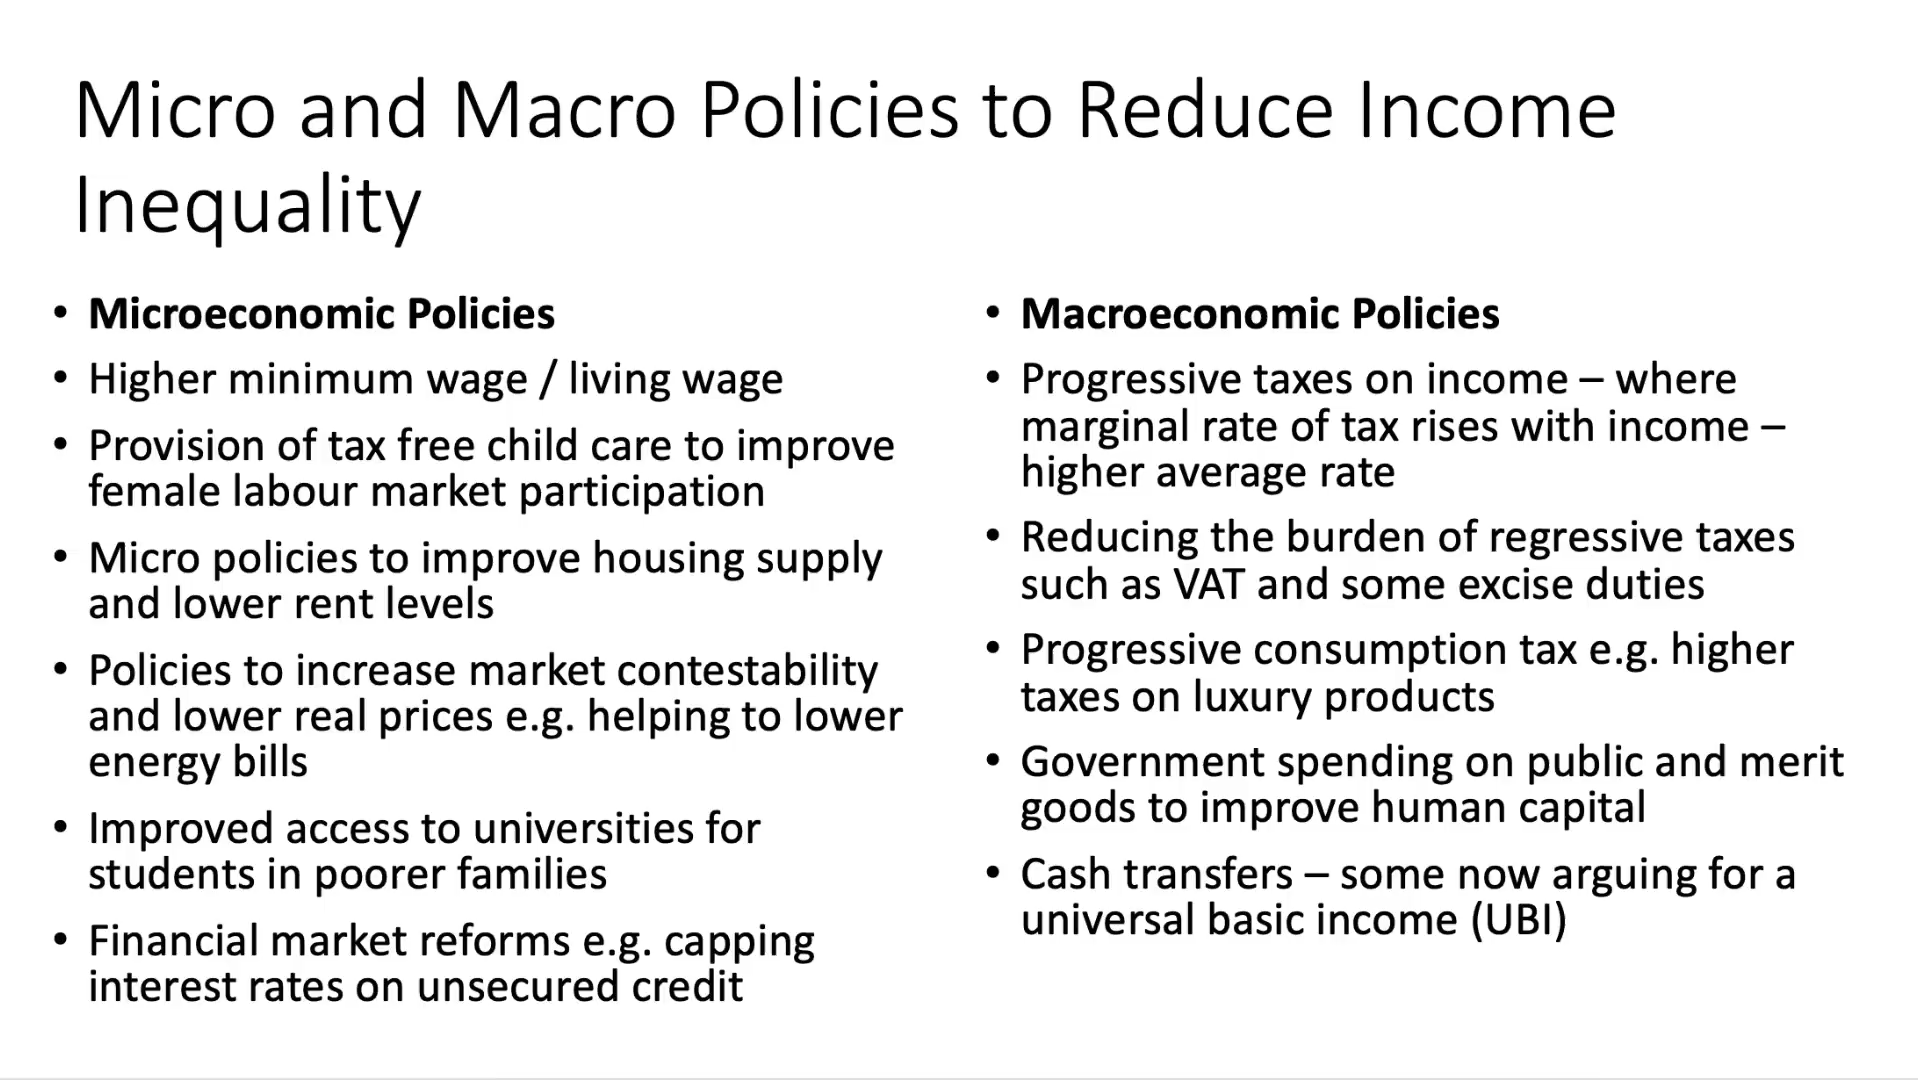 Micro and Macro Policies to Reduce Income
Inequality
• Microeconomic Policies
• Higher minimum wage / living wage
• Provision of tax free child care to improve
female labour market participation
• Micro policies to improve housing supply
and lower rent levels
• Policies to increase market contestability
and lower real prices e.g. helping to lower
energy bills
• Improved access to universities for
students in poorer families
• Financial market reforms e.g. capping
interest rates on unsecured credit
• Macroeconomic Policies
• Progressive taxes on income – where
marginal rate of tax rises with income –
higher average rate
• Reducing the burden of regressive taxes
such as VAT and some excise duties
• Progressive consumption tax e.g. higher
taxes on luxury products
• Government spending on public and merit
goods to improve human capital
• Cash transfers – some now arguing for a
universal basic income (UBI)